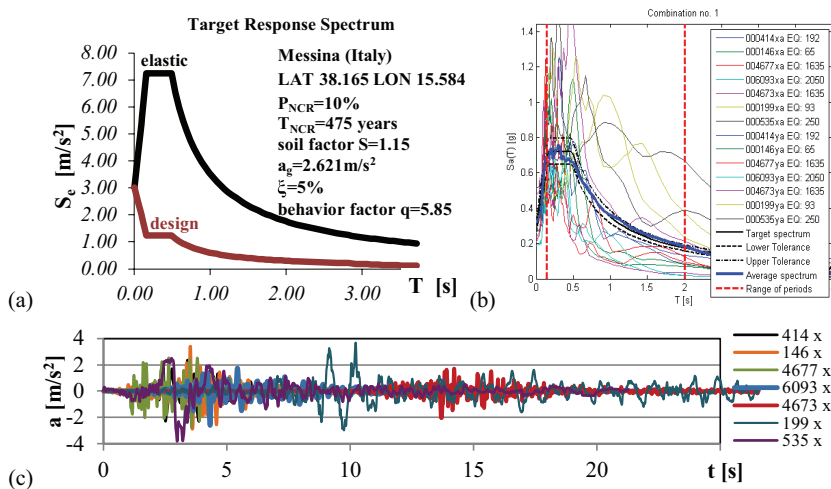 Target Response Spectrum
8.00
7.00
6.00
5.00
4.00
3.00
2.00
1.00
0.00
Se [m/s²]
elastic
design
Messina (Italy)
LAT 38.165 LON 15.584
PNCR=10%
TNCR=475 years
soil factor S=1.15
ag=2.621m/s²
ξ=5%
behavior factor q=5.85
0.00 1.00 2.00 3.00
T [s]
(a)
Combination no. 1
1.4
1.2
1
0.8
0.6
0.4
0.2
0
Sa(T) [g]
0 0.5 1 1.5 2
T [s]
000414xa EQ: 192
000146xa EQ: 65
004677xa EQ: 1635
006093xa EQ: 2050
004673xa EQ: 1635
000199xa EQ: 93
000535xa EQ: 250
000414ya EQ: 192
000146ya EQ: 65
004677ya EQ: 1635
006093ya EQ: 2050
004673ya EQ: 1635
000199ya EQ: 93
000535ya EQ: 250
Target spectrum
Lower Tolerance
Upper Tolerance
Average spectrum
Range of periods
(b)
4
2
0
-2
-4
a [m/s²]
0 5 10 15 20
t [s]
414 x
146 x
4677 x
6093 x
4673 x
199 x
535 x
(c)